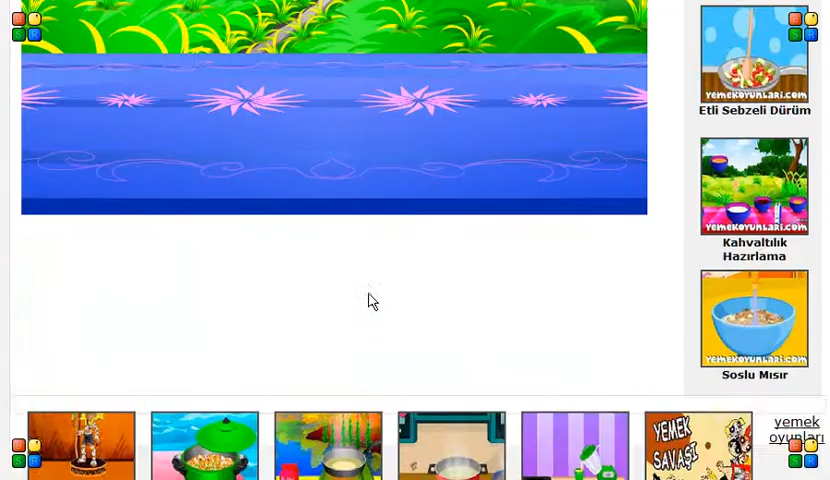 yemekoyunlari.com
Etli Sebzeli Dürüm
yemekoyunlari.com
Kahvaltılık
Hazırlama
yemekoyunlari.com
Soslu Mısır
YEMEK
SAVAŞI
yemek
oyunları
S R
S R
S R
S R